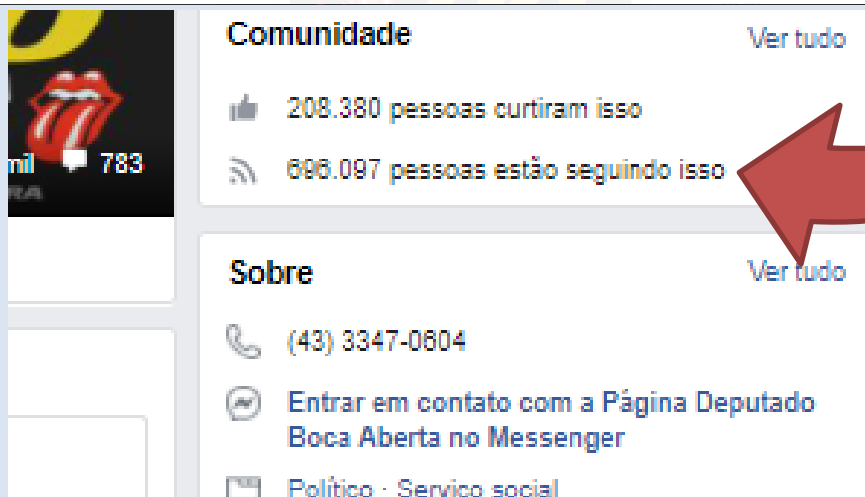 Comunidade
Ver tudo
208.380 pessoas curtiram isso
mil 783
696.097 pessoas estão seguindo isso
RA
Sobre
Ver tudo
(43) 3347-0604
Entrar em contato com a Página Deputado
Boca Aberta no Messenger
Político · Serviço social